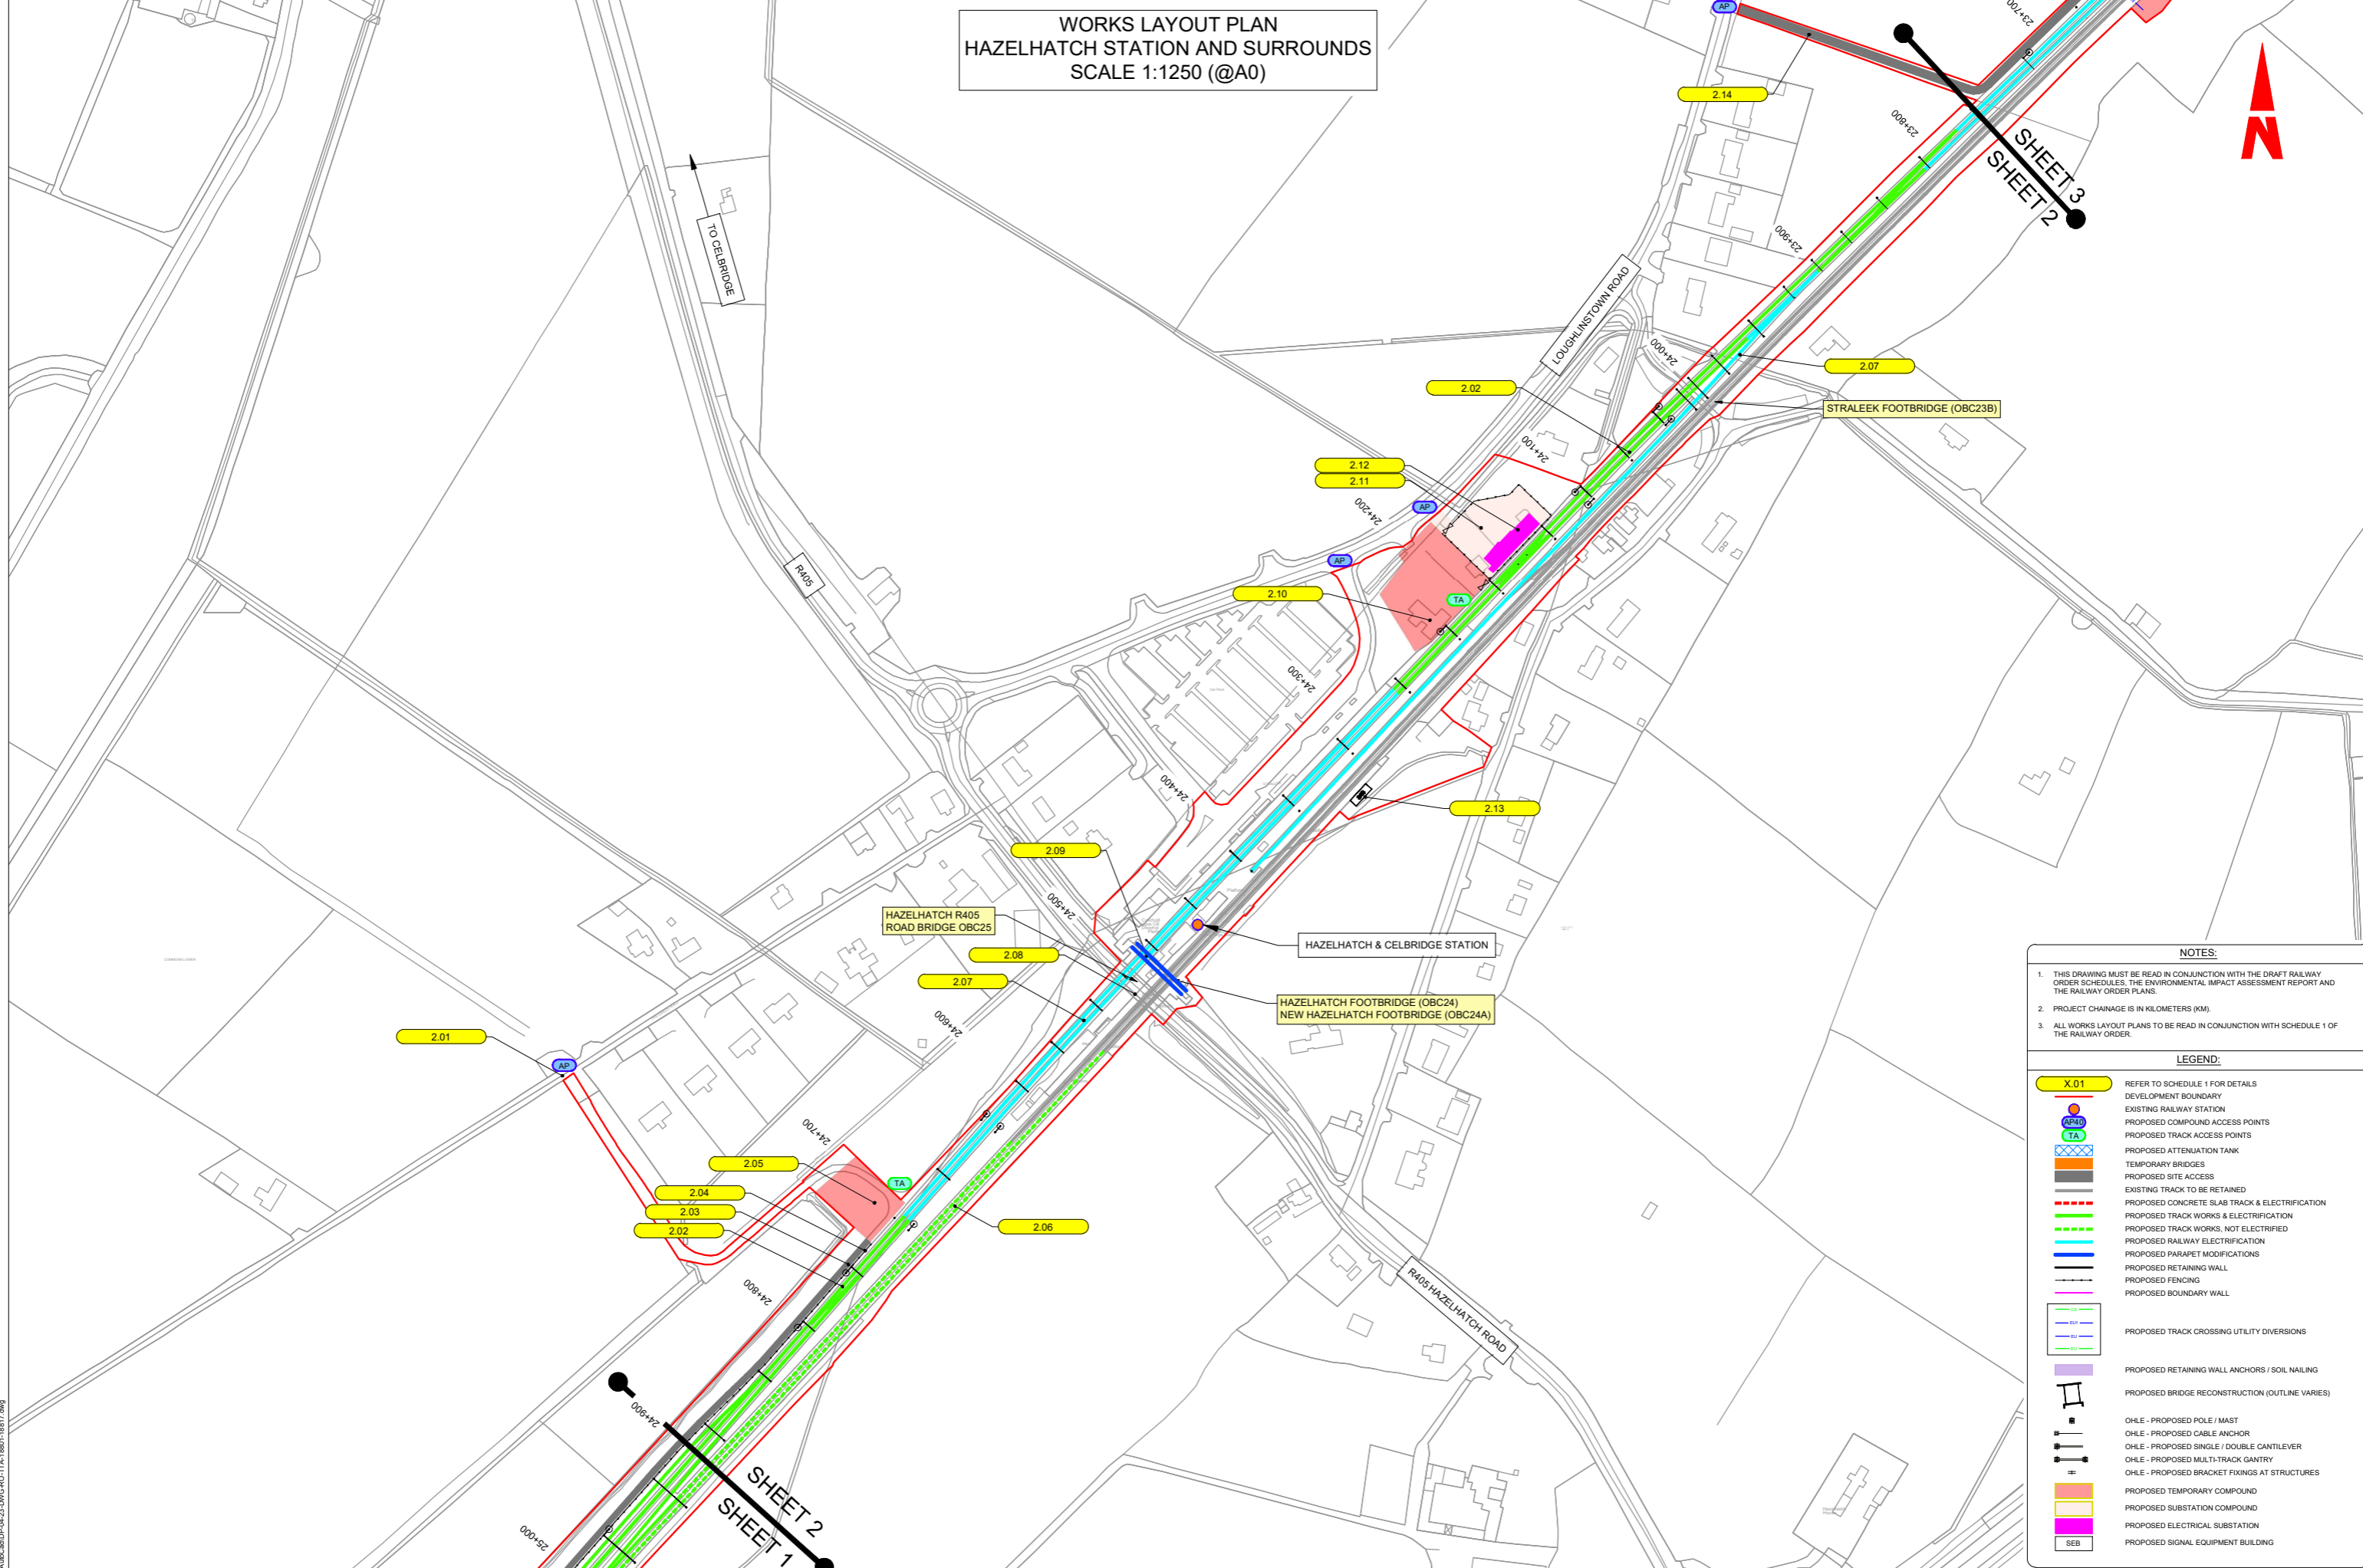 WORKS LAYOUT PLAN
HAZELHATCH STATION AND SURROUNDS
SCALE 1:1250 (@A0)
AP
23+700
2.14
23+800
SHEET 3
SHEET 2
N
TO CELBRIDGE
23+900
LOUGHLINSTOWN ROAD
24+000
2.07
2.02
STRALEEK FOOTBRIDGE (OBC23B)
24+100
2.12
2.11
24+200
AP
AP
R405
2.10
TA
24+300
Car Park
24+400
2.13
2.09
24+500
HAZELHATCH R405
ROAD BRIDGE OBC25
HAZELHATCH & CELBRIDGE STATION
2.08
2.07
HAZELHATCH FOOTBRIDGE (OBC24)
NEW HAZELHATCH FOOTBRIDGE (OBC24A)
24+600
2.01
AP
24+700
2.05
TA
2.04
2.03
2.02
2.06
24+800
R405 HAZELHATCH ROAD
24+900
SHEET 2
SHEET 1
25+000
NOTES:
1. THIS DRAWING MUST BE READ IN CONJUNCTION WITH THE DRAFT RAILWAY
ORDER SCHEDULES, THE ENVIRONMENTAL IMPACT ASSESSMENT REPORT AND
THE RAILWAY ORDER PLANS.
2. PROJECT CHAINAGE IS IN KILOMETERS (KM).
3. ALL WORKS LAYOUT PLANS TO BE READ IN CONJUNCTION WITH SCHEDULE 1 OF
THE RAILWAY ORDER.
LEGEND:
X.01 REFER TO SCHEDULE 1 FOR DETAILS
DEVELOPMENT BOUNDARY
EXISTING RAILWAY STATION
AP40 PROPOSED COMPOUND ACCESS POINTS
TA PROPOSED TRACK ACCESS POINTS
PROPOSED ATTENUATION TANK
TEMPORARY BRIDGES
PROPOSED SITE ACCESS
EXISTING TRACK TO BE RETAINED
PROPOSED CONCRETE SLAB TRACK & ELECTRIFICATION
PROPOSED TRACK WORKS & ELECTRIFICATION
PROPOSED TRACK WORKS, NOT ELECTRIFIED
PROPOSED RAILWAY ELECTRIFICATION
PROPOSED PARAPET MODIFICATIONS
PROPOSED RETAINING WALL
PROPOSED FENCING
PROPOSED BOUNDARY WALL
PROPOSED TRACK CROSSING UTILITY DIVERSIONS
PROPOSED RETAINING WALL ANCHORS / SOIL NAILING
PROPOSED BRIDGE RECONSTRUCTION (OUTLINE VARIES)
OHLE - PROPOSED POLE / MAST
OHLE - PROPOSED CABLE ANCHOR
OHLE - PROPOSED SINGLE / DOUBLE CANTILEVER
OHLE - PROPOSED MULTI-TRACK GANTRY
OHLE - PROPOSED BRACKET FIXINGS AT STRUCTURES
PROPOSED TEMPORARY COMPOUND
PROPOSED SUBSTATION COMPOUND
PROPOSED ELECTRICAL SUBSTATION
SEB PROPOSED SIGNAL EQUIPMENT BUILDING